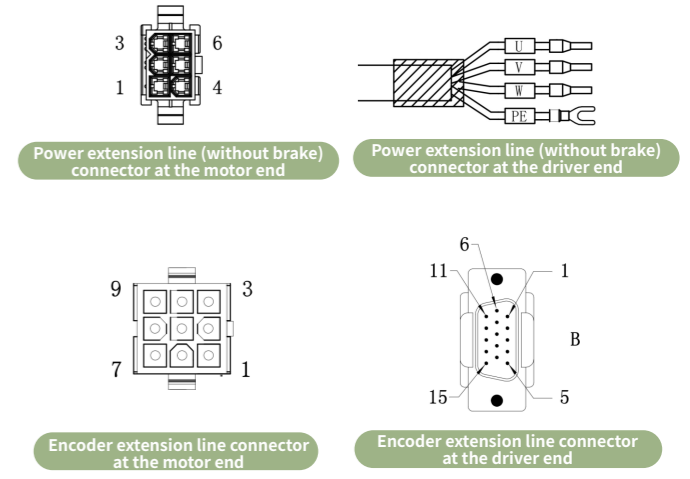 3
6
1
4
U
V
W
PE
Power extension line (without brake)
connector at the motor end
Power extension line (without brake)
connector at the driver end
9
3
7
1
6
11
1
B
15
5
Encoder extension line connector
at the motor end
Encoder extension line connector
at the driver end